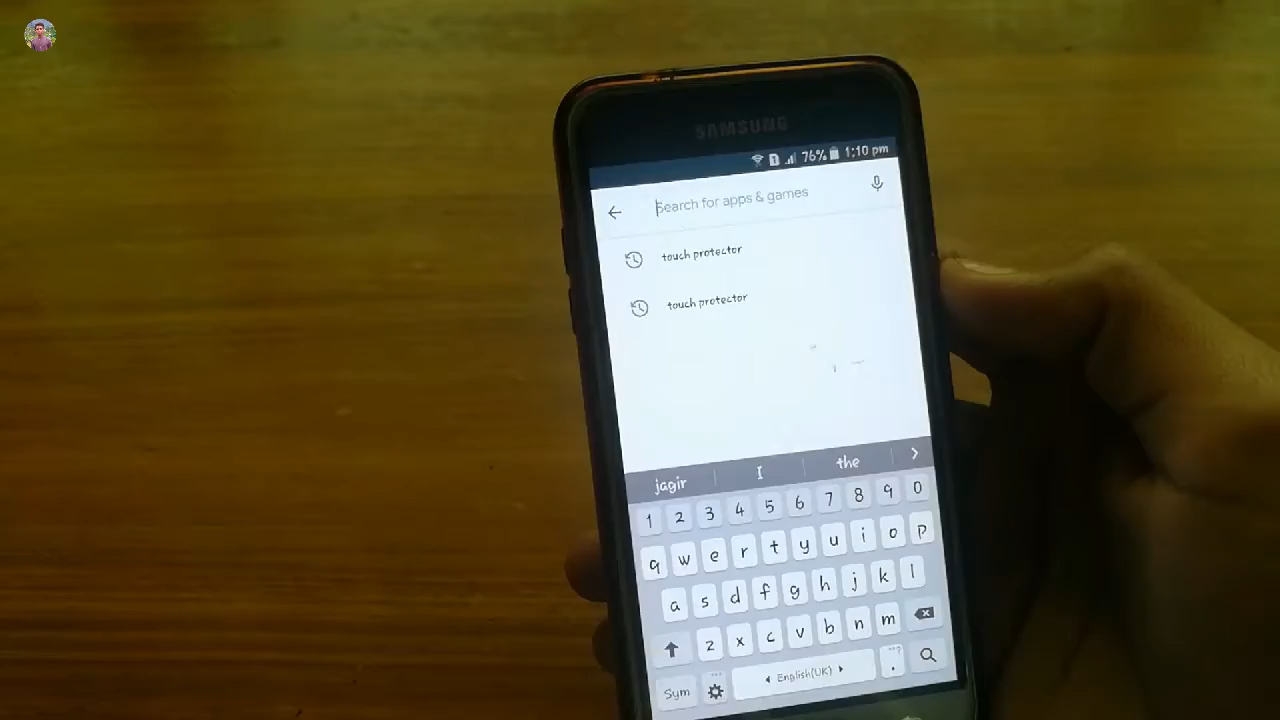 SAMSUNG
76% 1:10 pm
Search for apps & games
touch protector
touch protector
jagir I the
1 2 3 4 5 6 7 8 9 0
q w e r t y u i o p
a s d f g h j k l
z x c v b n m
Sym English(UK) .